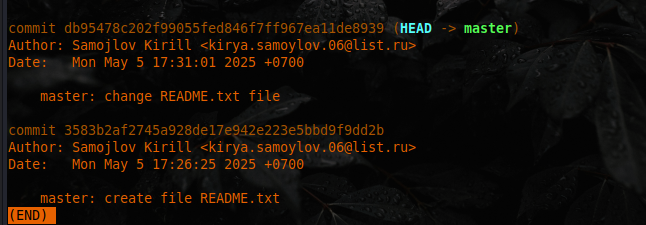 commit db95478c202f99055fed846f7ff967ea11de8939 (HEAD -> master)
Author: Samojlov Kirill <kirya.samoylov.06@list.ru>
Date:   Mon May 5 17:31:01 2025 +0700
    master: change README.txt file
commit 3583b2af2745a928de17e942e223e5bbd9f9dd2b
Author: Samojlov Kirill <kirya.samoylov.06@list.ru>
Date:   Mon May 5 17:26:25 2025 +0700
    master: create file README.txt
(END)